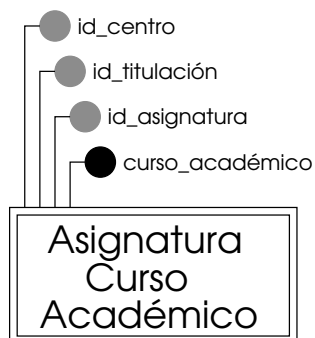 id_centro
id_titulación
id_asignatura
curso_académico
Asignatura
Curso
Académico